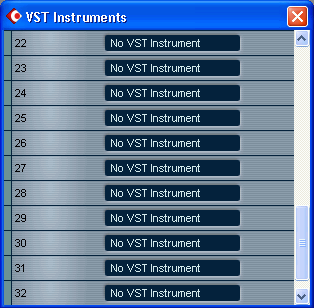 VST Instruments
22 No VST Instrument
23 No VST Instrument
24 No VST Instrument
25 No VST Instrument
26 No VST Instrument
27 No VST Instrument
28 No VST Instrument
29 No VST Instrument
30 No VST Instrument
31 No VST Instrument
32 No VST Instrument